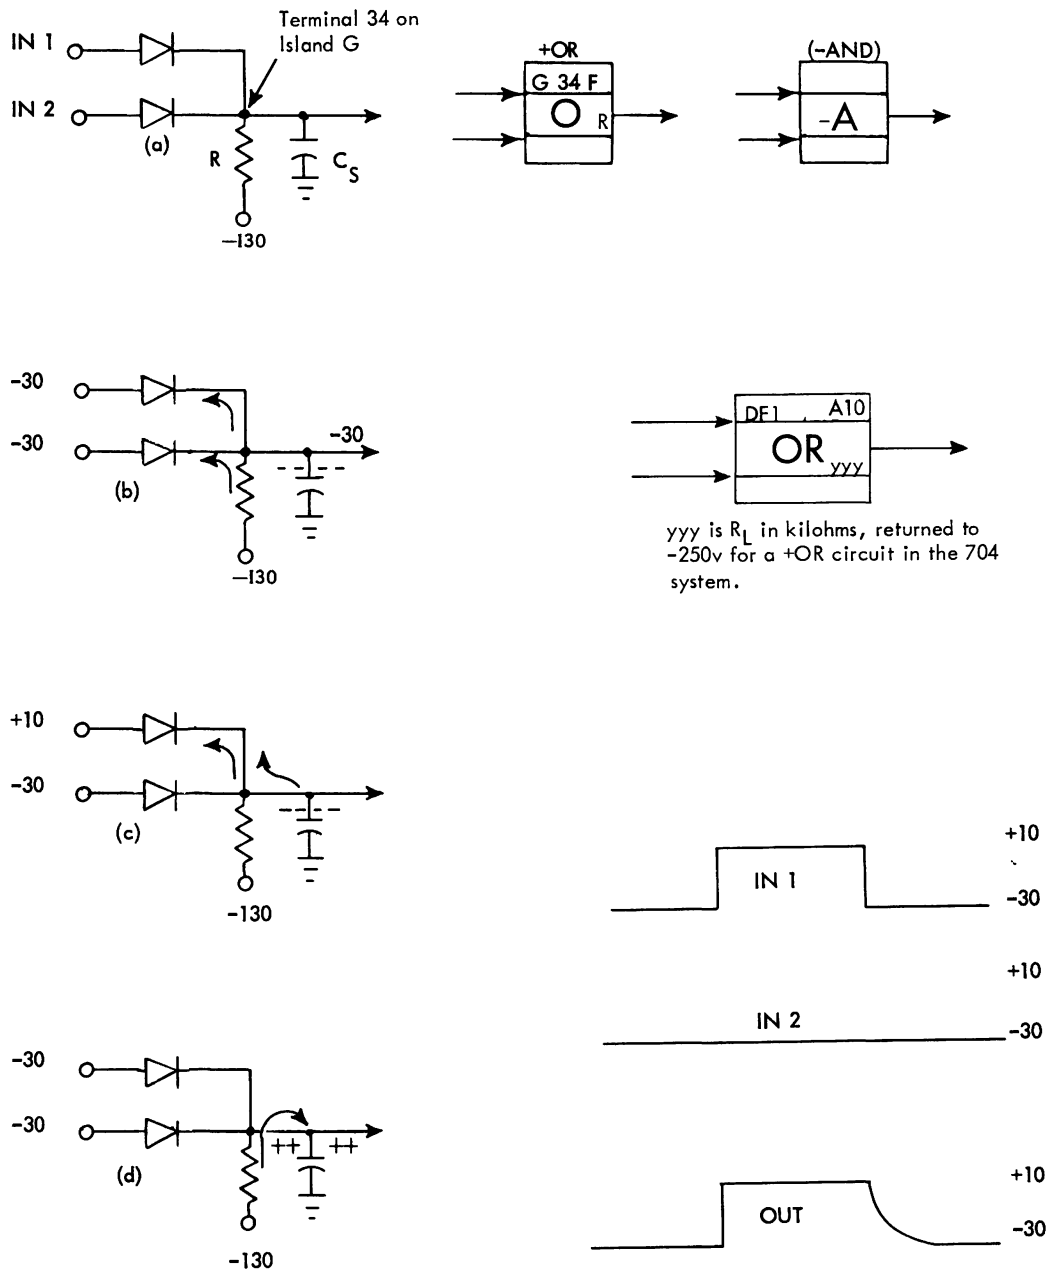 Terminal 34 on
Island G
IN 1
IN 2
(a)
R
C_S
-130
+OR
G 34 F
O
R
(-AND)
-A
-30
-30
-30
(b)
-130
DF1 A10
OR
yyy
yyy is R_L in kilohms, returned to
-250v for a +OR circuit in the 704
system.
+10
-30
(c)
-130
+10
IN 1
-30
+10
IN 2
-30
-30
-30
++ ++
(d)
-130
+10
OUT
-30